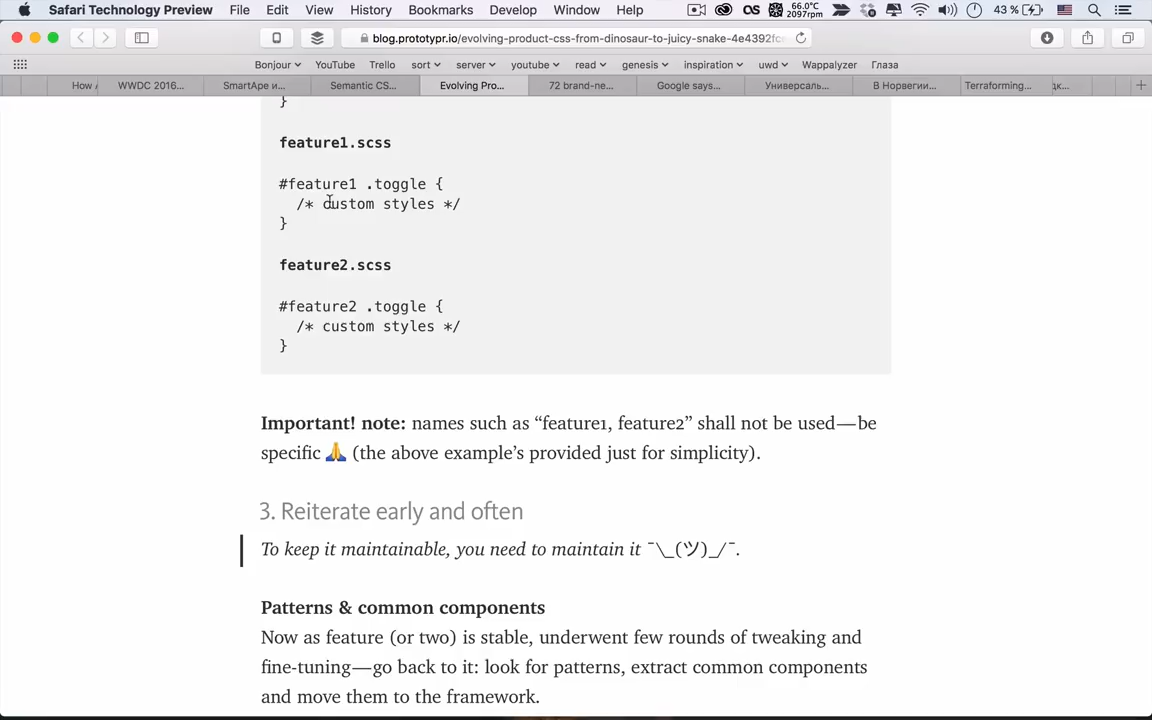 Safari Technology Preview File Edit View History Bookmarks Develop Window Help 66.0°C 2097rpm 43 %
blog.prototypr.io/evolving-product-css-from-dinosaur-to-juicy-snake-4e4392fc
Bonjour YouTube Trello sort server youtube read genesis inspiration uwd Wappalyzer Глаза
How WWDC 2016... SmartApe и... Semantic CS... Evolving Pro... 72 brand-ne... Google says... Универсаль... В Норвегии... Terraforming...
}
feature1.scss
#feature1 .toggle {
/* custom styles */
}
feature2.scss
#feature2 .toggle {
/* custom styles */
}
Important! note: names such as “feature1, feature2” shall not be used — be
specific 🙏 (the above example’s provided just for simplicity).
3. Reiterate early and often
To keep it maintainable, you need to maintain it ¯\_(ツ)_/¯.
Patterns & common components
Now as feature (or two) is stable, underwent few rounds of tweaking and
fine-tuning — go back to it: look for patterns, extract common components
and move them to the framework.